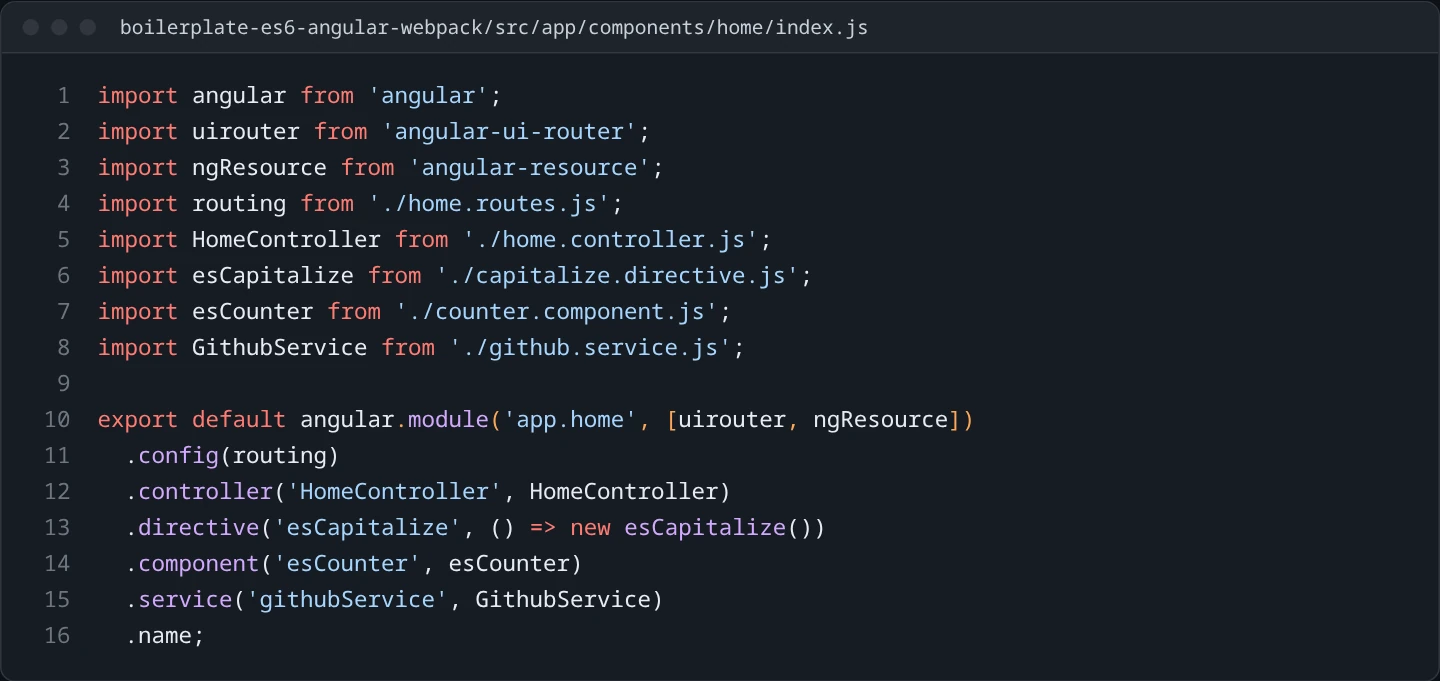 boilerplate-es6-angular-webpack/src/app/components/home/index.js
1 import angular from 'angular';
2 import uirouter from 'angular-ui-router';
3 import ngResource from 'angular-resource';
4 import routing from './home.routes.js';
5 import HomeController from './home.controller.js';
6 import esCapitalize from './capitalize.directive.js';
7 import esCounter from './counter.component.js';
8 import GithubService from './github.service.js';
9
10 export default angular.module('app.home', [uirouter, ngResource])
11   .config(routing)
12   .controller('HomeController', HomeController)
13   .directive('esCapitalize', () => new esCapitalize())
14   .component('esCounter', esCounter)
15   .service('githubService', GithubService)
16   .name;